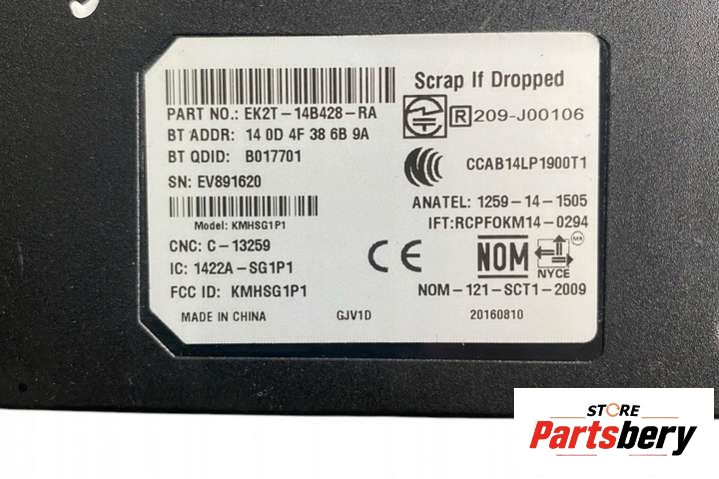 Scrap If Dropped
PART NO.: EK2T-14B428-RA
R 209-J00106
BT ADDR: 14 0D 4F 38 6B 9A
BT QDID: B017701
CCAB14LP1900T1
SN: EV891620
ANATEL: 1259-14-1505
IFT:RCPFOKM14-0294
Model: KMHSG1P1
CNC: C-13259
IC: 1422A-SG1P1
CE
NOM
MR
NYCE
FCC ID: KMHSG1P1
NOM-121-SCT1-2009
MADE IN CHINA
GJV1D
20160810
STORE
Partsbery